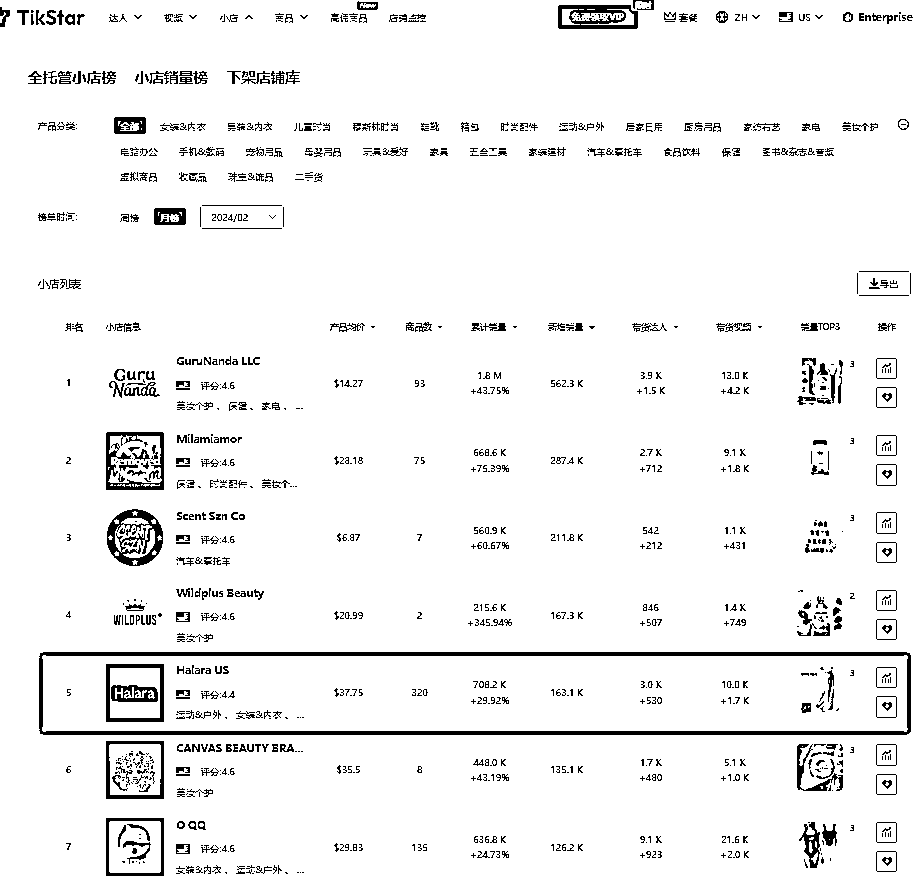 TikStar 达人 视频 小店 商品 高佣商品 New 店铺监控 免费领取VIP 套餐 ZH US Enterprise
全托管小店榜 小店销量榜 下架店铺库
产品分类: 全部 女装&内衣 男装&内衣 儿童时尚 穆斯林时尚 鞋靴 箱包 时尚配件 运动&户外 居家日用 厨房用品 家纺布艺 家电 美妆个护
电脑办公 手机&数码 宠物用品 母婴用品 玩具&爱好 家具 五金工具 家装建材 汽车&摩托车 食品饮料 保健 图书&杂志&音频
虚拟商品 收藏品 珠宝&饰品 二手货
榜单时间: 周榜 月榜 2024/02
小店列表 导出
排名 小店信息 产品均价 商品数 累计销量 新增销量 带货达人 带货视频 销量TOP3 操作
GuruNanda LLC
1 Guru Nanda 评分:4.6 $14.27 93 1.8 M +43.75% 562.3 K 3.9 K +1.5 K 13.0 K +4.2 K 3
美妆个护 、 保健 、 家电 、 ...
Milamiamor
2 评分:4.6 $28.18 75 668.6 K +75.39% 287.4 K 2.7 K +712 9.1 K +1.8 K 3
保健 、 时尚配件 、 美妆个...
Scent Szn Co
3 评分:4.6 $6.87 7 560.9 K +60.67% 211.8 K 542 +212 1.1 K +431 3
汽车&摩托车
Wildplus Beauty
4 WILDPLUS 评分:4.6 $20.99 2 215.6 K +345.94% 167.3 K 846 +507 1.4 K +749 2
美妆个护
Halara US
5 Halara 评分:4.4 $37.75 320 708.2 K +29.92% 163.1 K 3.0 K +530 10.0 K +1.7 K 3
运动&户外 、 女装&内衣 、 ...
CANVAS BEAUTY BRA...
6 评分:4.6 $35.5 8 448.0 K +43.19% 135.1 K 1.7 K +480 5.1 K +1.0 K 3
美妆个护
O QQ
7 评分:4.6 $29.83 135 636.8 K +24.73% 126.2 K 9.1 K +923 21.6 K +2.0 K 3
女装&内衣 、 运动&户外 、 ...